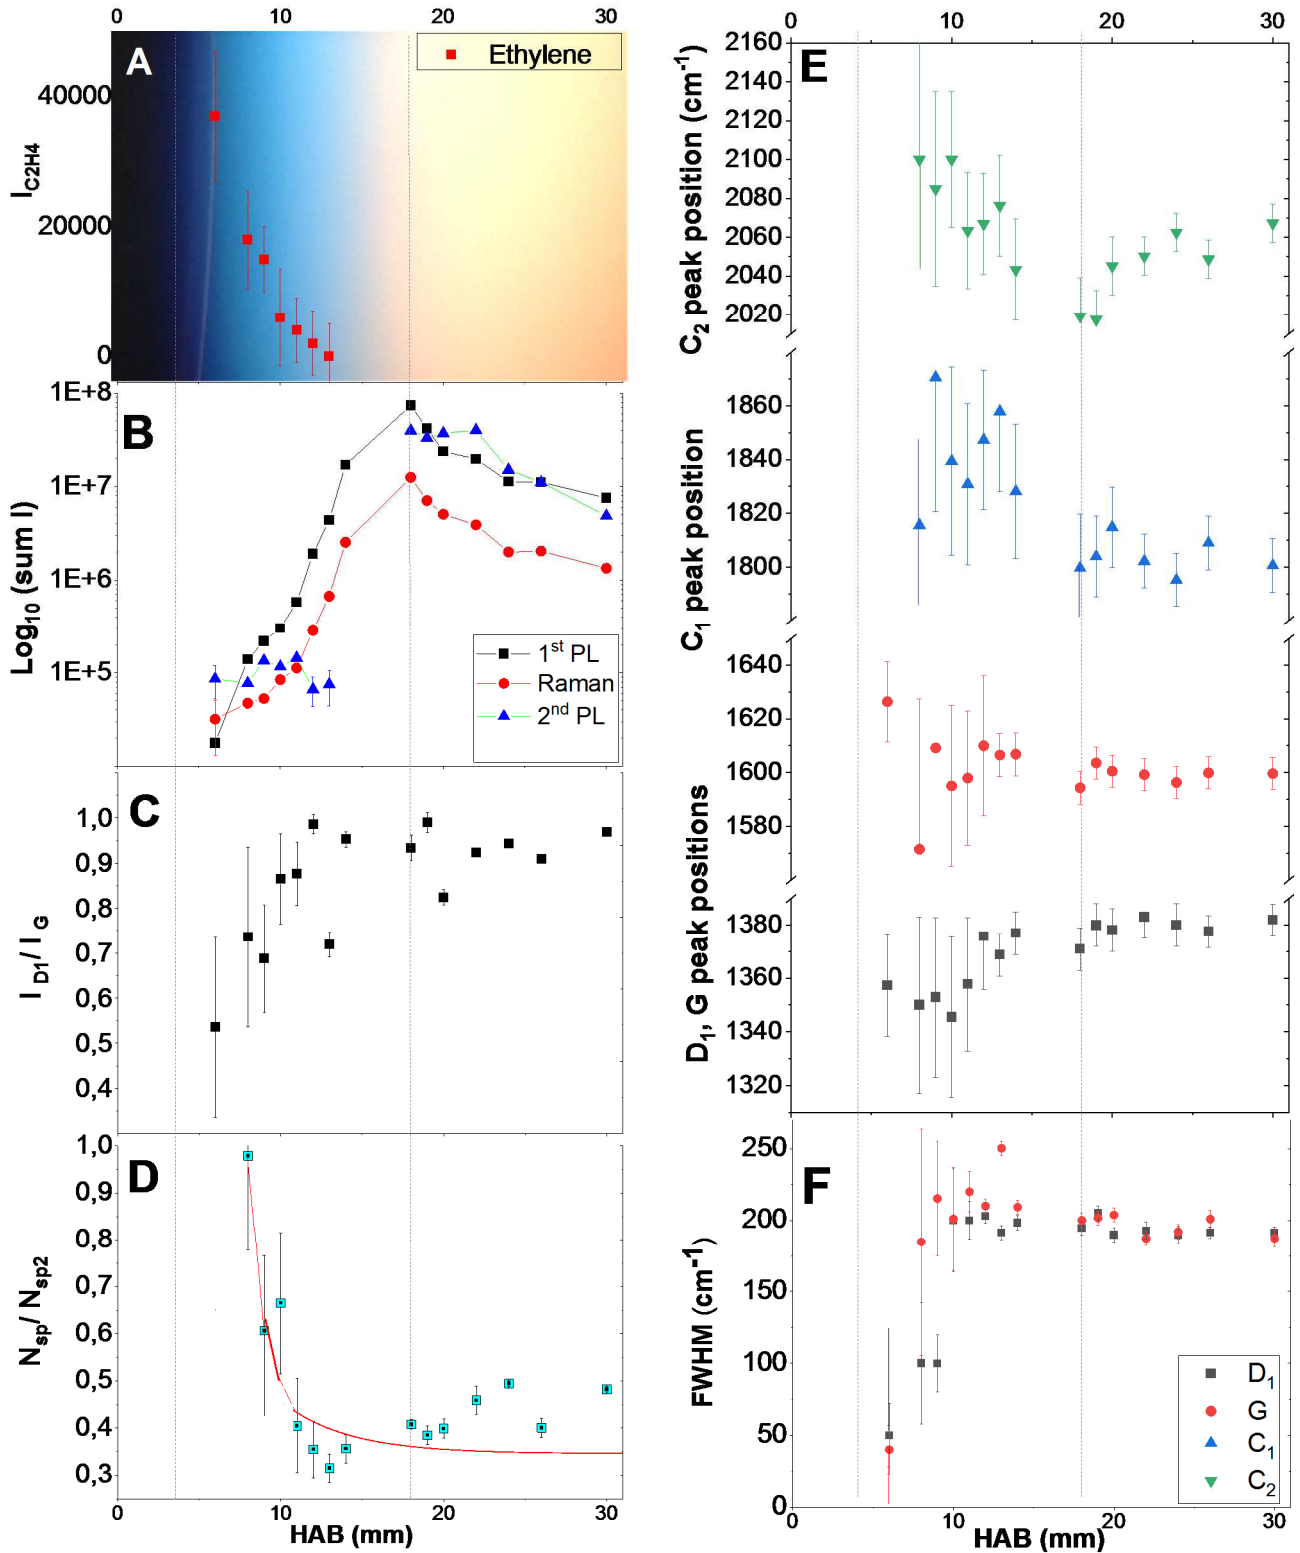 0 10 20 30
A
Ethylene
40000
20000
0
I_C2H4
B
1E+8
1E+7
1E+6
1E+5
Log10 (sum I)
1st PL
Raman
2nd PL
C
1,0
0,9
0,8
0,7
0,6
0,5
0,4
I D1/ I G
D
1,0
0,9
0,8
0,7
0,6
0,5
0,4
0,3
Nsp/ Nsp2
0 10 20 30
HAB (mm)
0 10 20 30
E
2160
2140
2120
2100
2080
2060
2040
2020
C2 peak position (cm-1)
1860
1840
1820
1800
C1 peak position
1640
1620
1600
1580
1380
1360
1340
1320
D1, G peak positions
F
250
200
150
100
50
0
FWHM (cm-1)
D1
G
C1
C2
0 10 20 30
HAB (mm)